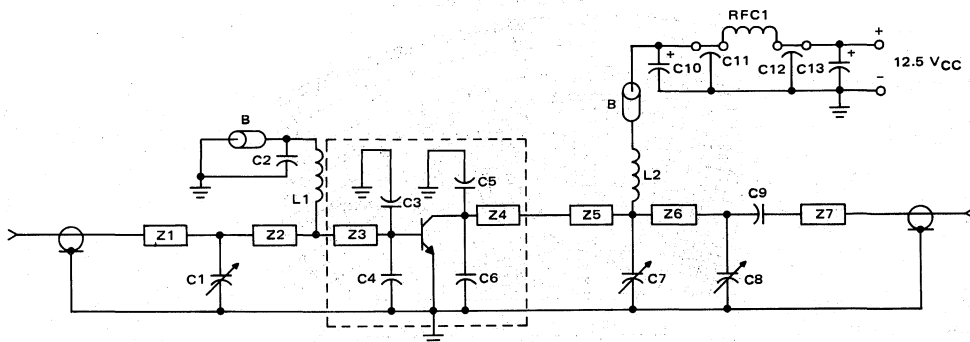 RFC1
+
+
+
C10
C11
C12
C13
12.5 VCC
−
B
B
C2
C5
L2
L1
C3
C9
Z1
Z2
Z3
Z4
Z5
Z6
Z7
C1
C4
C6
C7
C8